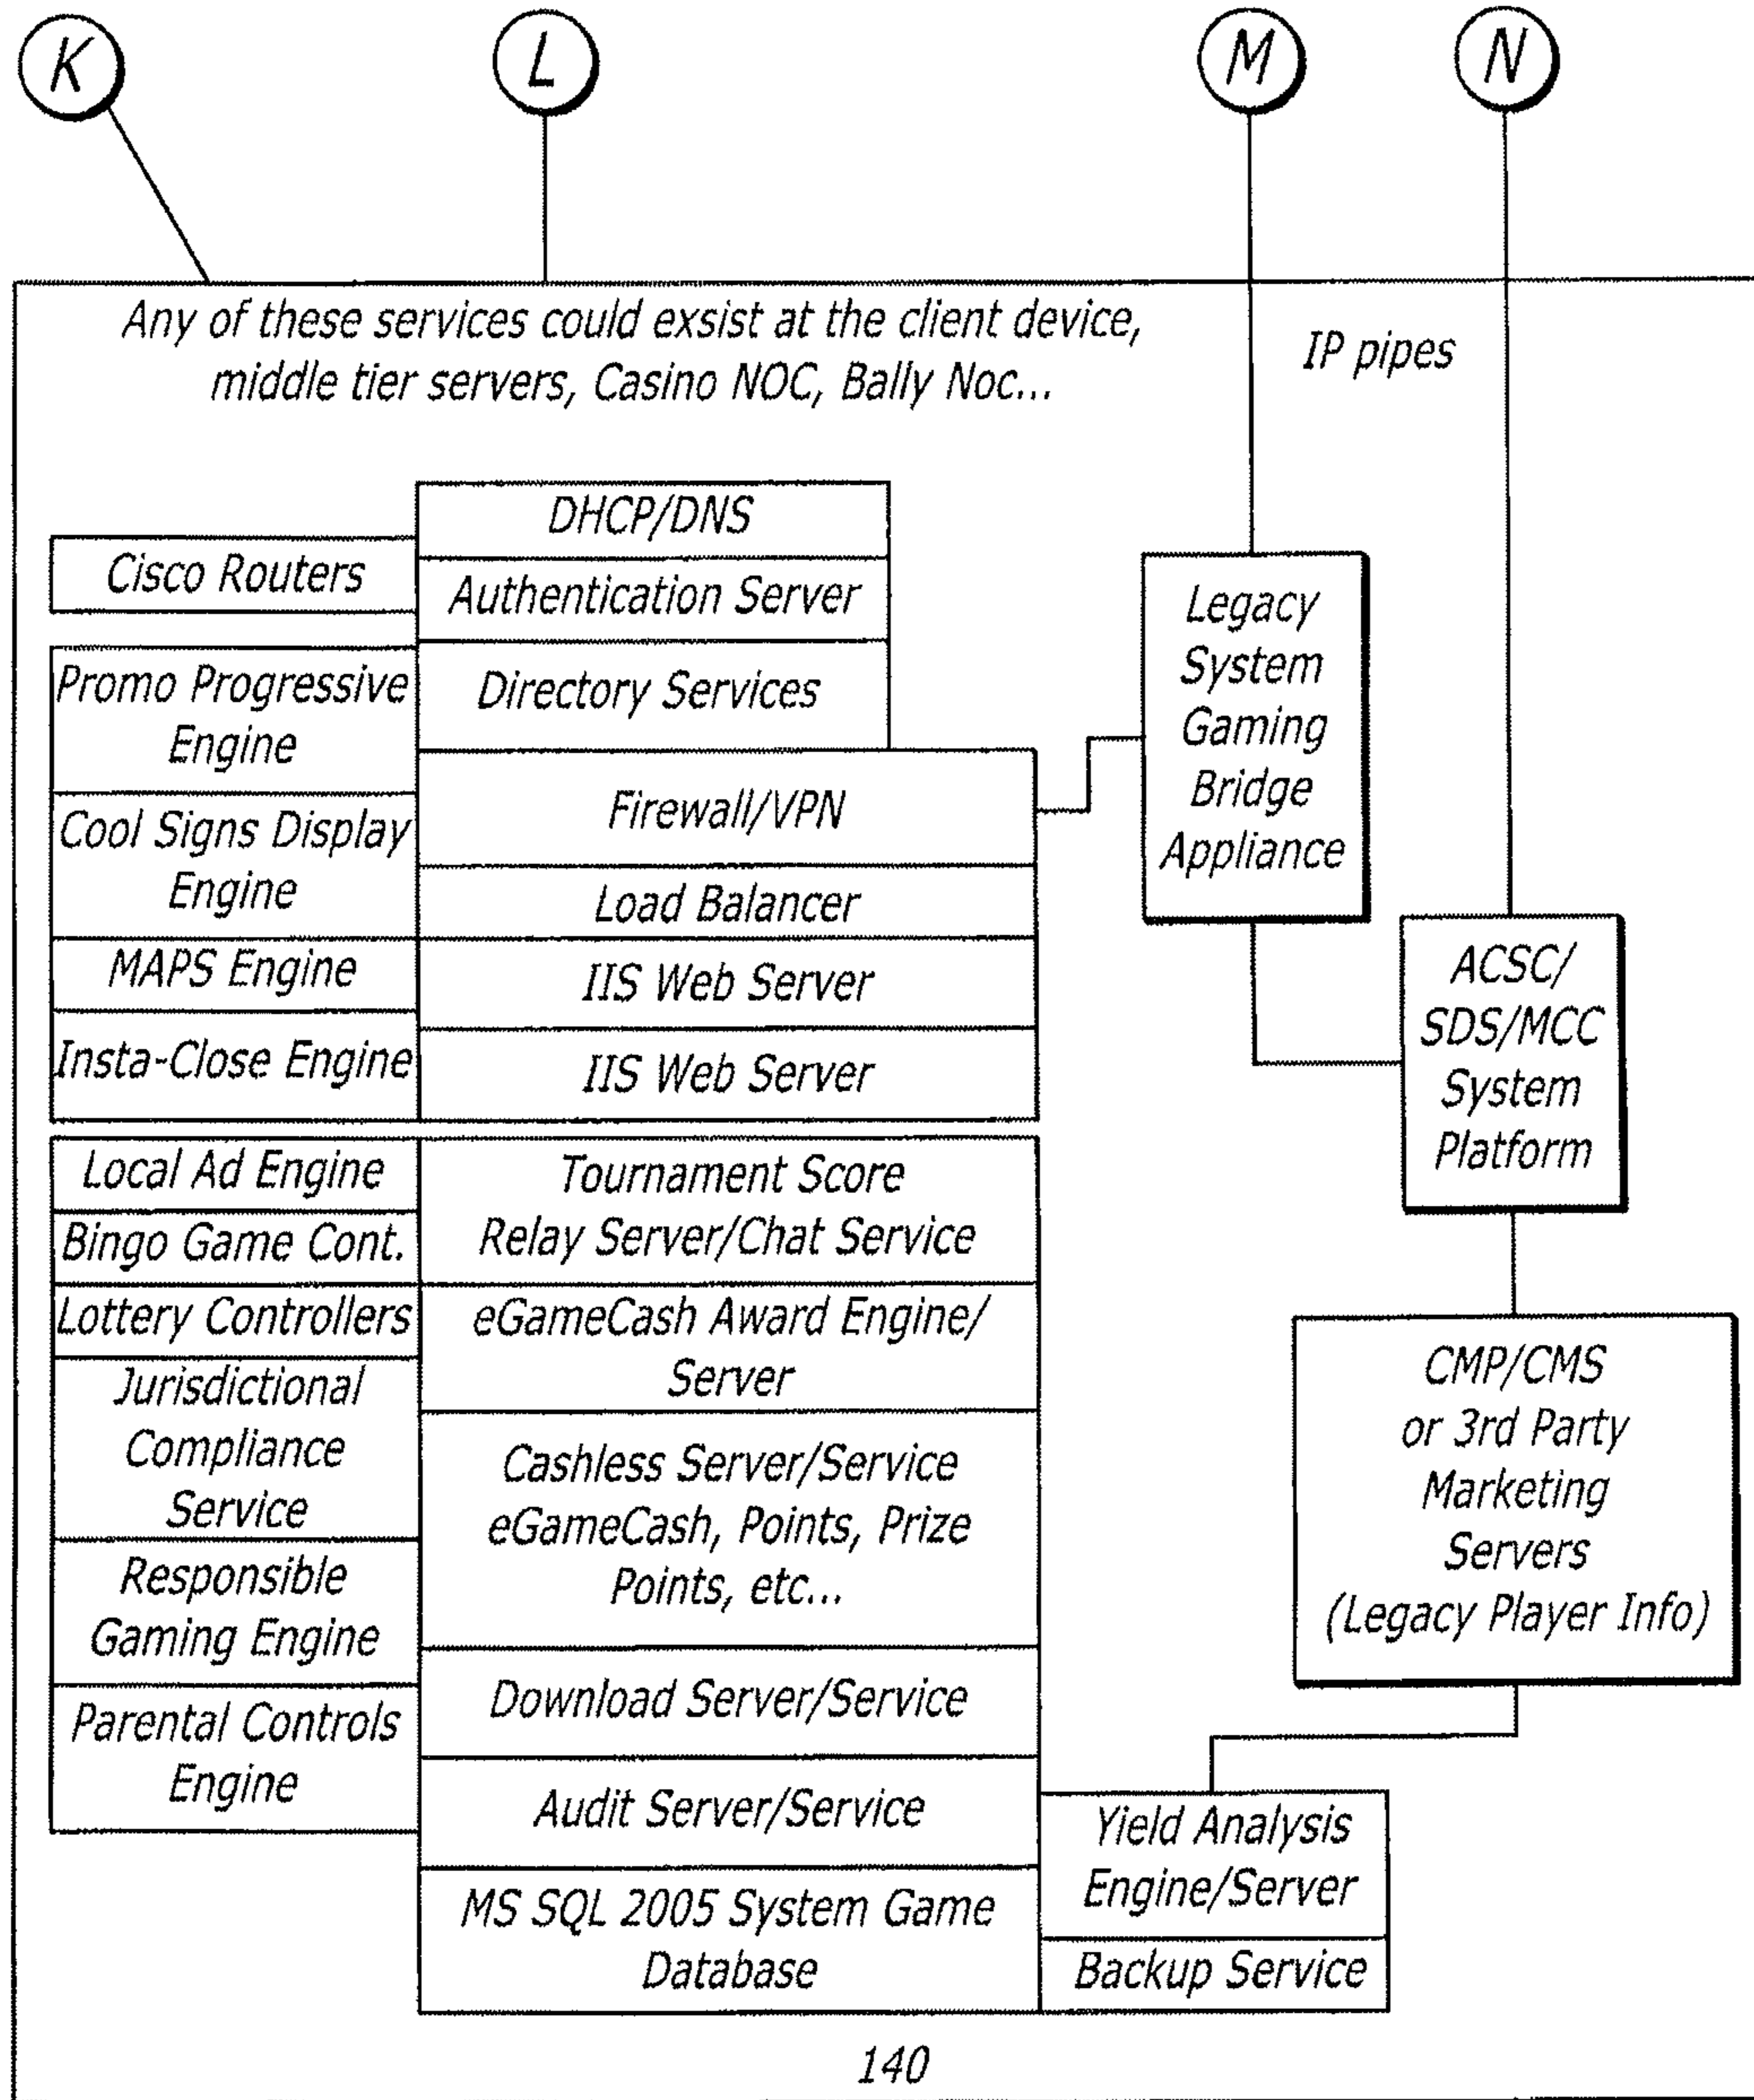 K
L
M
N
Any of these services could exsist at the client device,
middle tier servers, Casino NOC, Bally Noc...
IP pipes
DHCP/DNS
Cisco Routers
Authentication Server
Promo Progressive
Engine
Directory Services
Cool Signs Display
Engine
Firewall/VPN
Load Balancer
MAPS Engine
IIS Web Server
Insta-Close Engine
IIS Web Server
Legacy
System
Gaming
Bridge
Appliance
ACSC/
SDS/MCC
System
Platform
Local Ad Engine
Bingo Game Cont.
Tournament Score
Relay Server/Chat Service
Lottery Controllers
eGameCash Award Engine/
Server
Jurisdictional
Compliance
Service
Cashless Server/Service
eGameCash, Points, Prize
Points, etc...
Responsible
Gaming Engine
Download Server/Service
Parental Controls
Engine
Audit Server/Service
MS SQL 2005 System Game
Database
CMP/CMS
or 3rd Party
Marketing
Servers
(Legacy Player Info)
Yield Analysis
Engine/Server
Backup Service
140